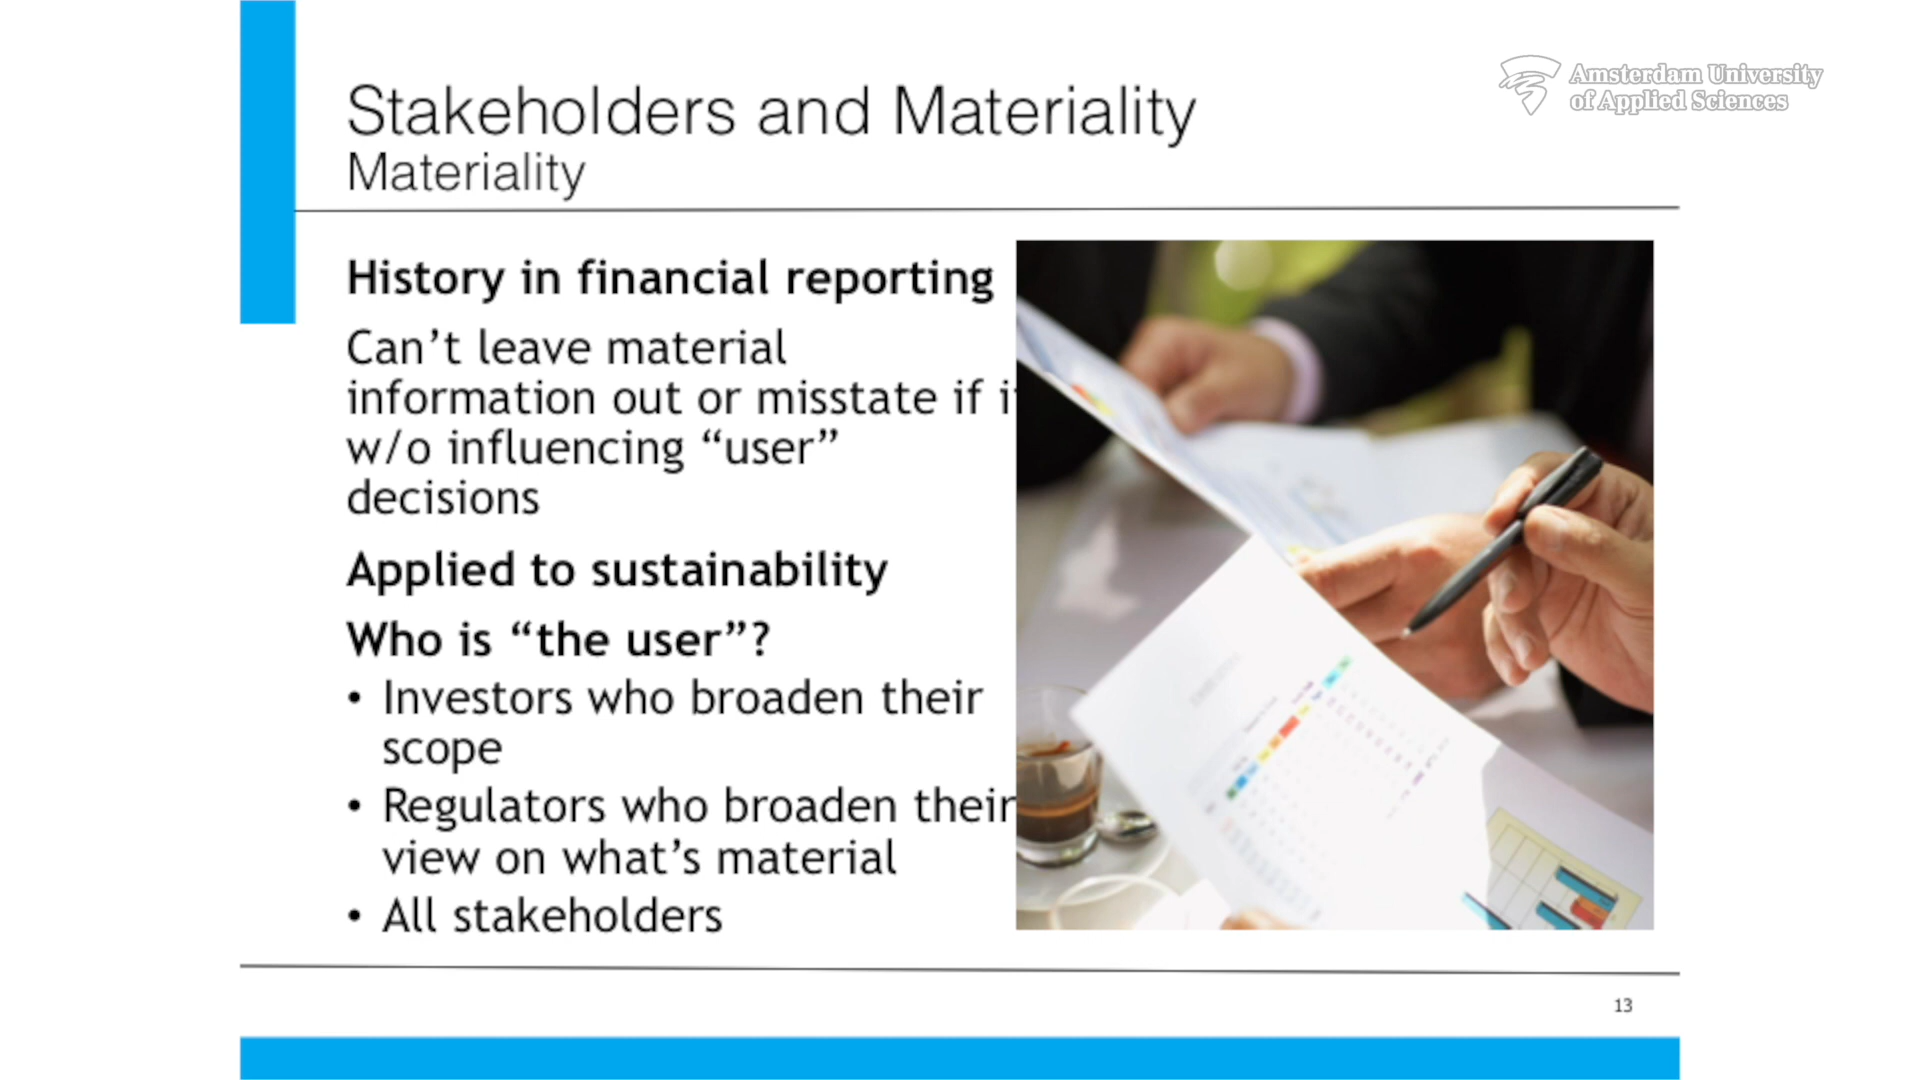 Amsterdam University
of Applied Sciences
Stakeholders and Materiality
Materiality
History in financial reporting
Can’t leave material
information out or misstate if
w/o influencing “user”
decisions
Applied to sustainability
Who is “the user”?
• Investors who broaden their
scope
• Regulators who broaden their
view on what’s material
• All stakeholders
13